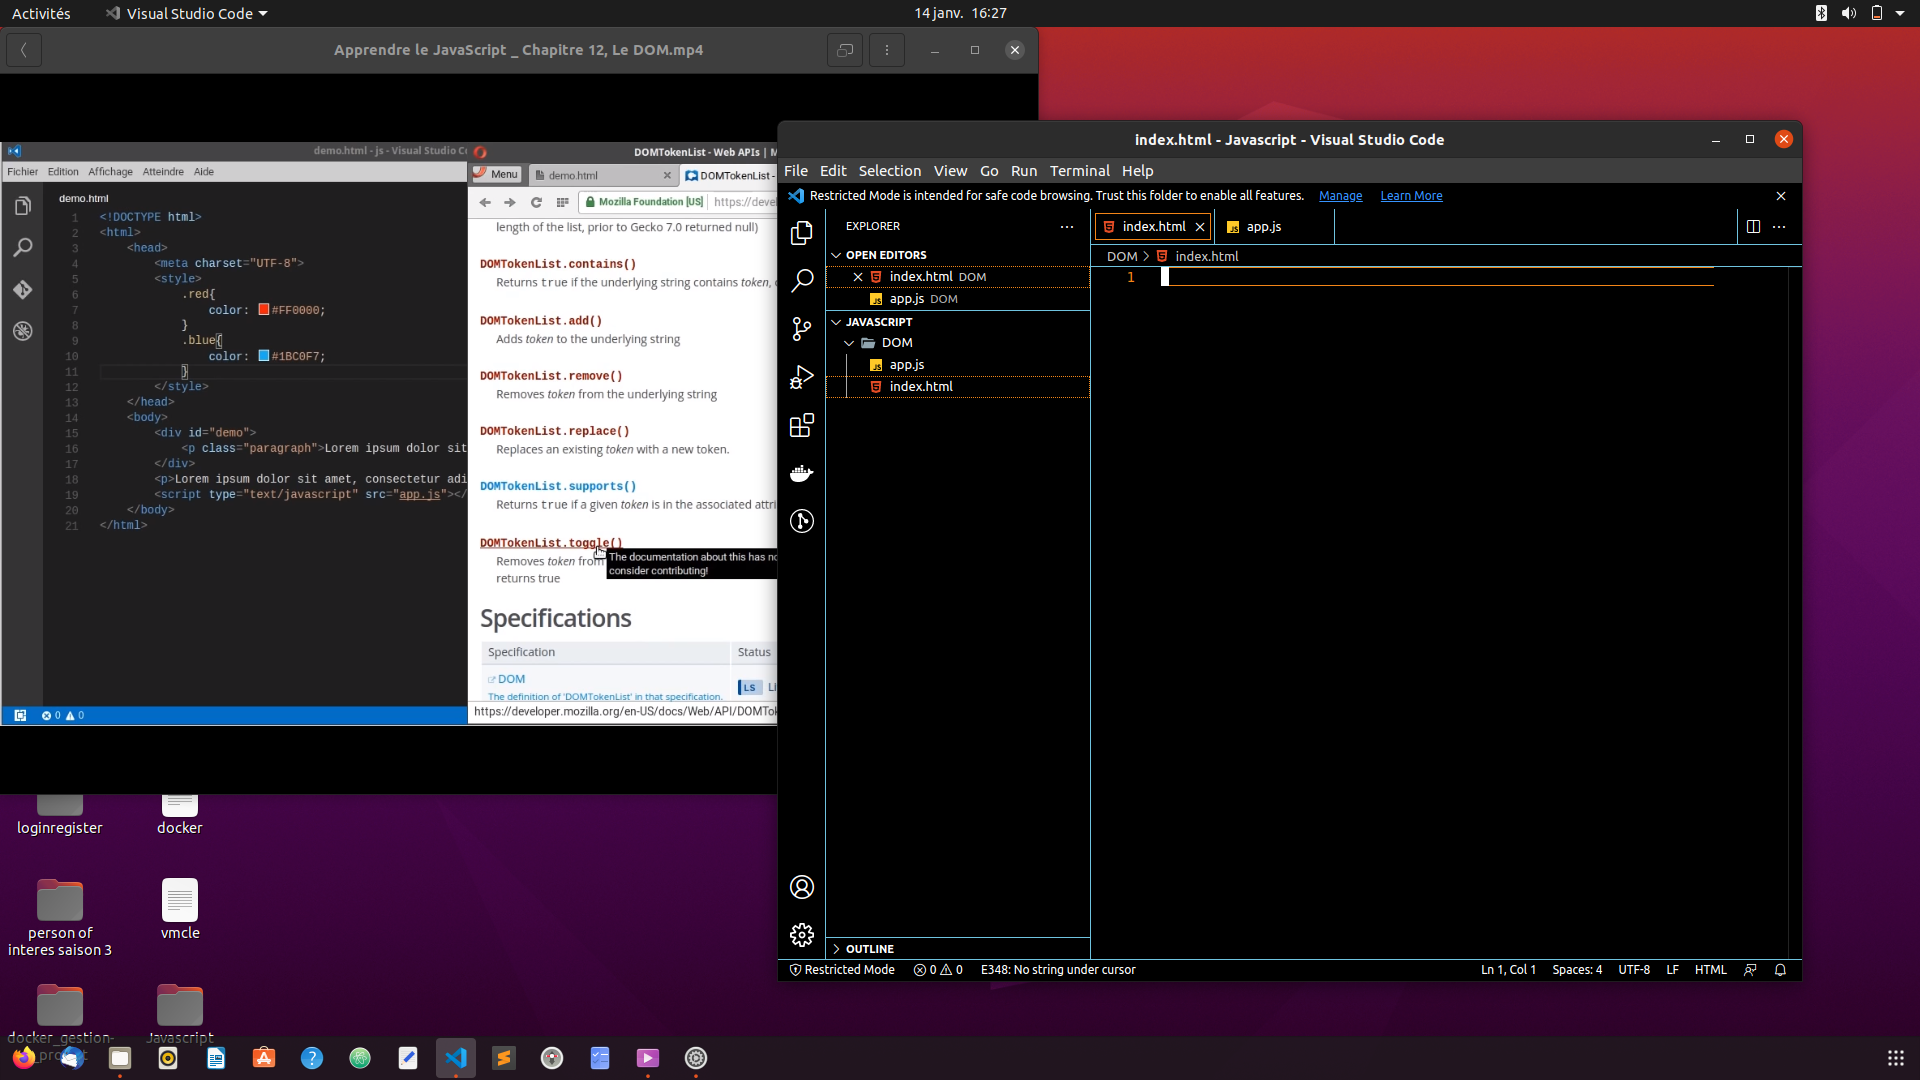 Activités
Visual Studio Code
14 janv. 16:27
Apprendre le JavaScript _ Chapitre 12, Le DOM.mp4
demo.html - js - Visual Studio Co
Fichier Edition Affichage Atteindre Aide
demo.html
1 <!DOCTYPE html>
2 <html>
3 <head>
4 <meta charset="UTF-8">
5 <style>
6 .red{
7 color: #FF0000;
8 }
9 .blue{
10 color: #1BC0F7;
11 }
12 </style>
13 </head>
14 <body>
15 <div id="demo">
16 <p class="paragraph">Lorem ipsum dolor sit
17 </div>
18 <p>Lorem ipsum dolor sit amet, consectetur adi
19 <script type="text/javascript" src="app.js"></
20 </body>
21 </html>
0 0
DOMTokenList - Web APIs | M
Menu
demo.html
DOMTokenList -
Mozilla Foundation [US]
https://devel
length of the list, prior to Gecko 7.0 returned null)
DOMTokenList.contains()
Returns true if the underlying string contains token,
DOMTokenList.add()
Adds token to the underlying string
DOMTokenList.remove()
Removes token from the underlying string
DOMTokenList.replace()
Replaces an existing token with a new token.
DOMTokenList.supports()
Returns true if a given token is in the associated attri
DOMTokenList.toggle()
The documentation about this has no
consider contributing!
Removes token from
returns true
Specifications
Specification Status
DOM
The definition of 'DOMTokenList' in that specification.
LS
https://developer.mozilla.org/en-US/docs/Web/API/DOMTok
index.html - Javascript - Visual Studio Code
File Edit Selection View Go Run Terminal Help
Restricted Mode is intended for safe code browsing. Trust this folder to enable all features. Manage Learn More
EXPLORER
OPEN EDITORS
index.html DOM
app.js DOM
JAVASCRIPT
DOM
app.js
index.html
OUTLINE
index.html
app.js
DOM index.html
1
Restricted Mode 0 0 E348: No string under cursor
Ln 1, Col 1 Spaces: 4 UTF-8 LF HTML
loginregister
docker
person of
interes saison 3
vmcle
docker_gestion-
Javascript